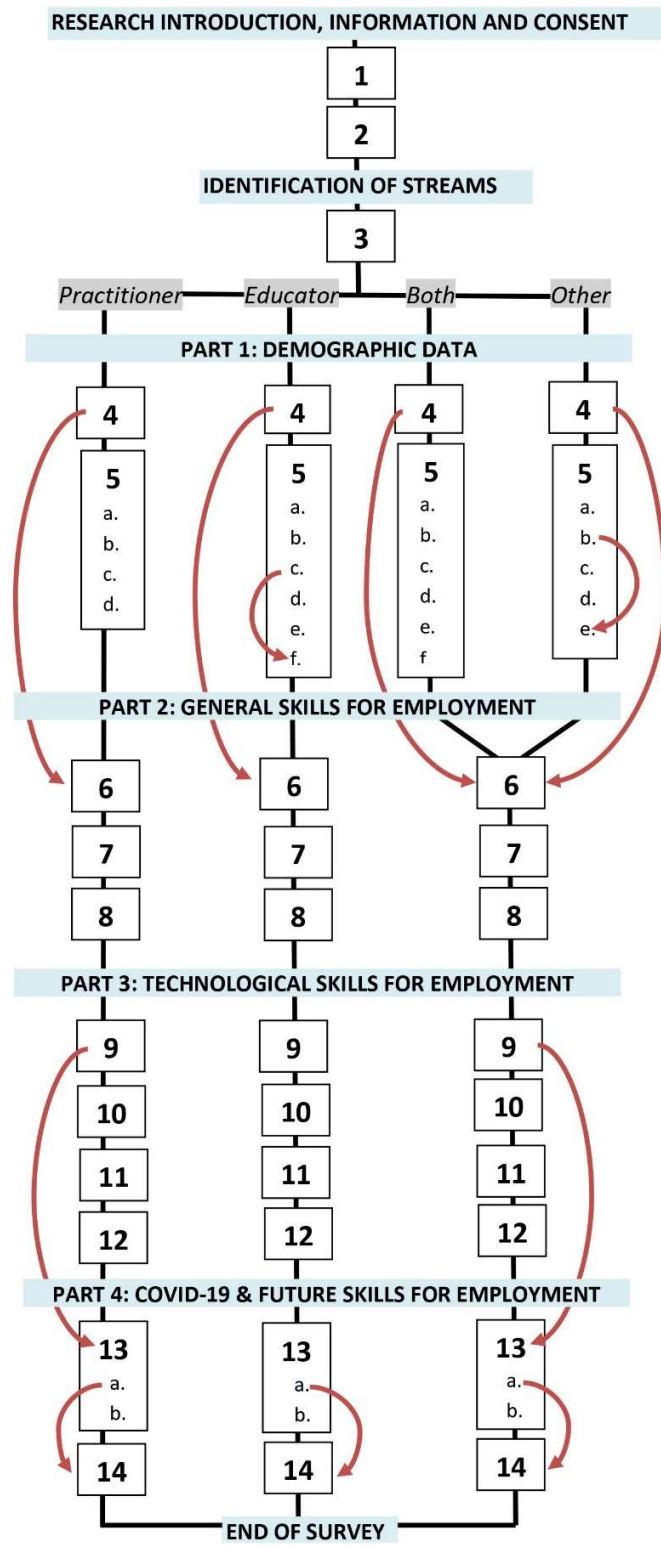 RESEARCH INTRODUCTION, INFORMATION AND CONSENT
1
2
IDENTIFICATION OF STREAMS
3
Practitioner Educator Both Other
PART 1: DEMOGRAPHIC DATA
4 4 4 4
5 5 5 5
a. a. a. a.
b. b. b. b.
c. c. c. c.
d. d. d. d.
e. e. e.
f. f
PART 2: GENERAL SKILLS FOR EMPLOYMENT
6 6 6
7 7 7
8 8 8
PART 3: TECHNOLOGICAL SKILLS FOR EMPLOYMENT
9 9 9
10 10 10
11 11 11
12 12 12
PART 4: COVID-19 & FUTURE SKILLS FOR EMPLOYMENT
13 13 13
a. a. a.
b. b. b.
14 14 14
END OF SURVEY